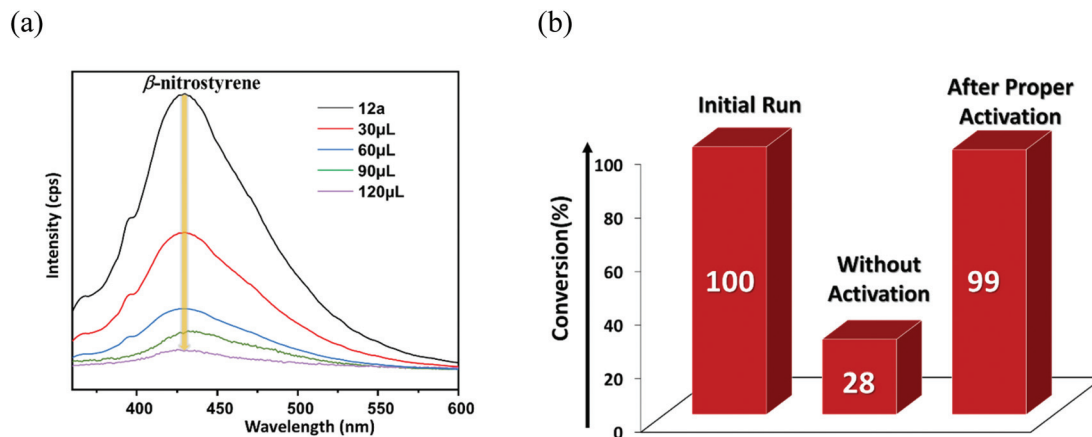 (a)
β-nitrostyrene
12a
30µL
60µL
90µL
120µL
Intensity (cps)
400
450
500
550
600
Wavelength (nm)
(b)
Initial Run
After Proper
Activation
Without
Activation
100
28
99
Conversion(%)
100
80
60
40
20
0